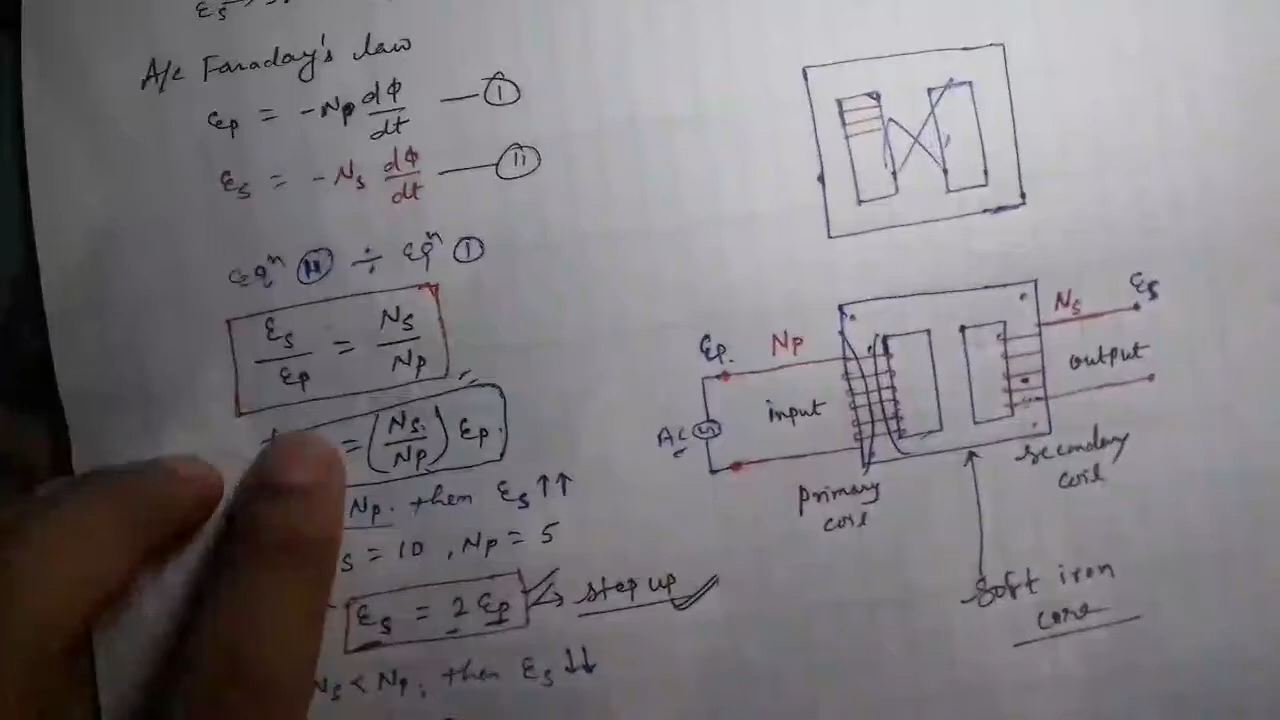 εs
A/c Faraday's law
εp = -Np dΦ/dt — I
εs = -Ns dΦ/dt — II
Eqⁿ II ÷ Eqⁿ I
εs/εp = Ns/Np
= (Ns/Np) εp
Np. then εs ↑↑
s = 10 , Np = 5
εs = 2 εp → step up
Ns < Np, then εs ↓↓
εp. Np
Ns εs
input
output
AC
primary
coil
secondary
coil
Soft iron
core